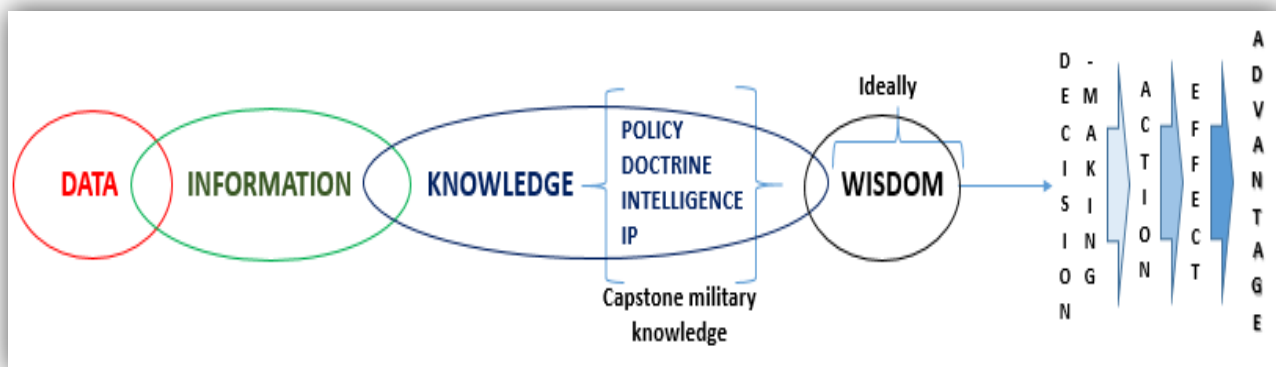 DATA
INFORMATION
KNOWLEDGE
POLICY
DOCTRINE
INTELLIGENCE
IP
Capstone military
knowledge
Ideally
WISDOM
DECISION
-MAKING
ACTION
EFFECT
ADVANTAGE